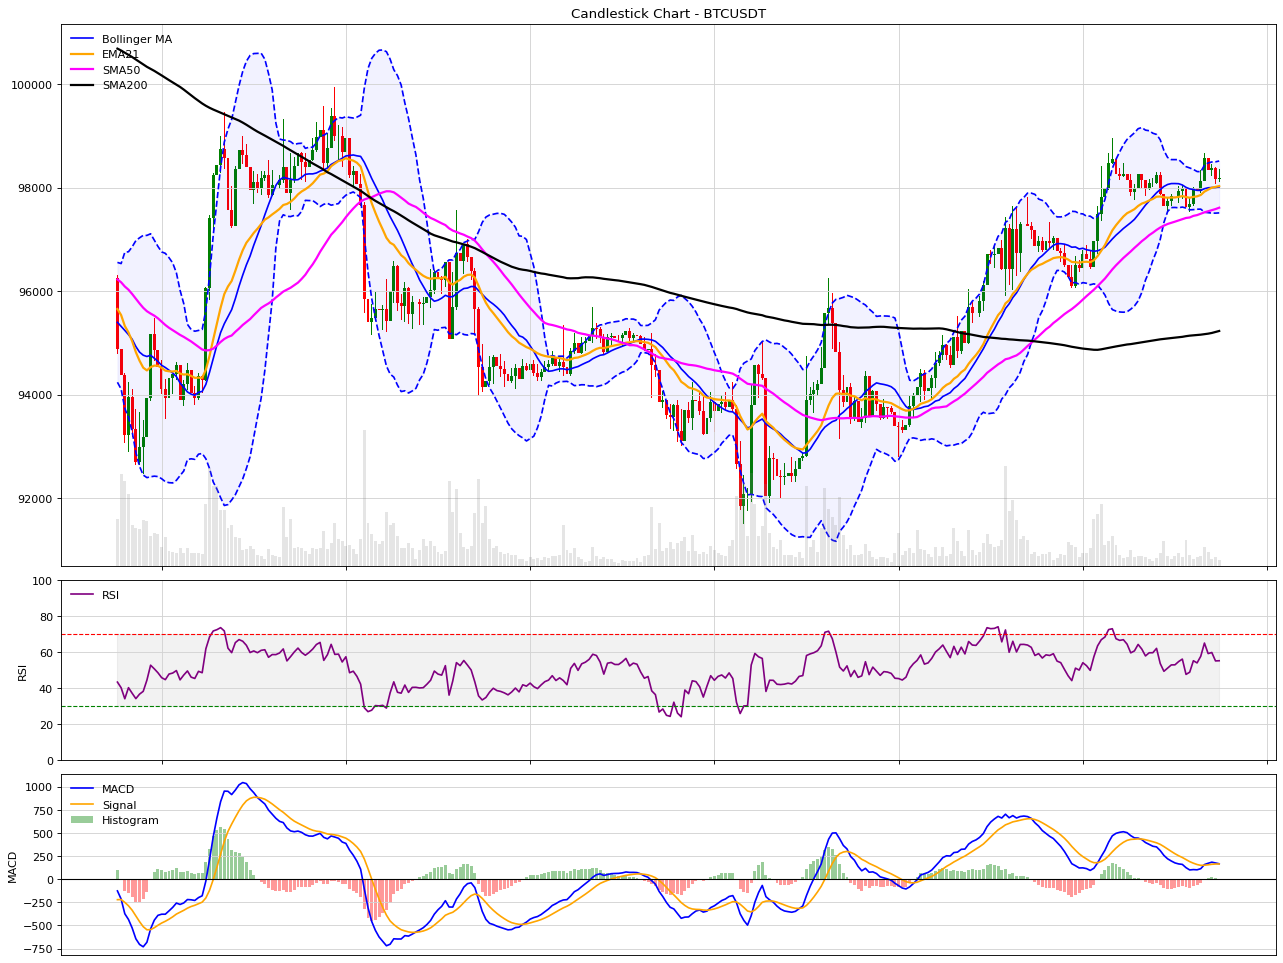 Candlestick Chart - BTCUSDT
Bollinger MA
EMA21
SMA50
SMA200
100000
98000
96000
94000
92000
RSI
RSI
100
80
60
40
20
0
MACD
Signal
Histogram
MACD
1000
750
500
250
0
−250
−500
−750